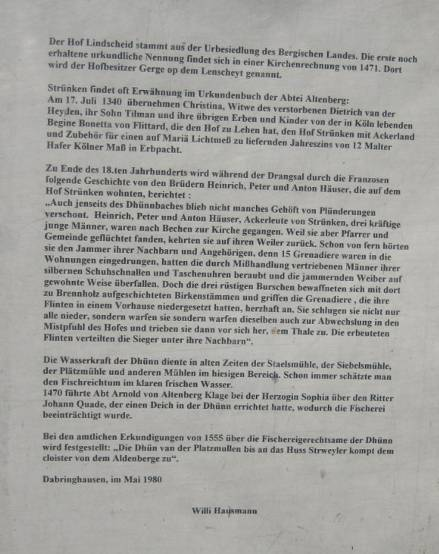 Der Hof Lindscheid stammt aus der Urbesiedlung des Bergischen Landes. Die erste noch
erhaltene urkundliche Nennung findet sich in einer Kirchenrechnung von 1471. Dort
wird der Hofbesitzer Gerge op dem Lenscheyt genannt.
Strünken findet oft Erwähnung im Urkundenbuch der Abtei Altenberg:
Am 17. Juli 1340 übernehmen Christina, Witwe des verstorbenen Dietrich van der
Heyden, ihr Sohn Tilman und ihre übrigen Erben und Kinder von der in Köln lebenden
Begine Bonetta von Flittard, die den Hof zu Lehen hat, den Hof Strünken mit Ackerland
und Zubehör für einen auf Mariä Lichtmeß zu liefernden Jahreszins von 12 Malter
Hafer Kölner Maß in Erbpacht.
Zu Ende des 18.ten Jahrhunderts wird während der Drangsal durch die Franzosen
folgende Geschichte von den Brüdern Heinrich, Peter und Anton Häuser, die auf dem
Hof Strünken wohnten, berichtet :
„Auch jenseits des Dhünnbaches blieb nicht manches Gehöft von Plünderungen
verschont. Heinrich, Peter und Anton Häuser, Ackerleute von Strünken, drei kräftige
junge Männer, waren nach Bechen zur Kirche gegangen. Weil sie aber Pfarrer und
Gemeinde geflüchtet fanden, kehrten sie auf ihren Weiler zurück. Schon von fern hörten
sie den Jammer ihrer Nachbarn und Angehörigen, denn 15 Grenadiere waren in die
Wohnungen eingedrungen, hatten die durch Mißhandlung vertriebenen Männer ihrer
silbernen Schuhschnallen und Taschenuhren beraubt und die jammernden Weiber auf
gewohnte Weise überfallen. Doch die drei rüstigen Burschen bewaffneten sich mit dort
zu Brennholz aufgeschichteten Birkenstämmen und griffen die Grenadiere , die ihre
Flinten in einem Vorhause niedergesetzt hatten, herzhaft an. Sie schlugen sie nicht nur
alle nieder, sondern warfen sie sondern warfen dieselben auch zur Abwechslung in den
Mistpfuhl des Hofes und trieben sie dann vor sich her, dem Thale zu. Die erbeuteten
Flinten verteilten die Sieger unter ihre Nachbarn“.
Die Wasserkraft der Dhünn diente in alten Zeiten der Staelsmühle, der Siebelsmühle,
der Plätzmühle und anderen Mühlen im hiesigen Bereich. Schon immer schätzte man
den Fischreichtum im klaren frischen Wasser.
1470 führte Abt Arnold von Altenberg Klage bei der Herzogin Sophia über den Ritter
Johann Quade, der einen Deich in der Dhünn errichtet hatte, wodurch die Fischerei
beeinträchtigt wurde.
Bei den amtlichen Erkundigungen von 1555 über die Fischereigerechtsame der Dhünn
wird festgestellt: „Die Dhün van der Platzmullen bis an das Huss Strweyler kompt dem
cloister von dem Aldenberge zu“.
Dabringhausen, im Mai 1980
Willi Hausmann